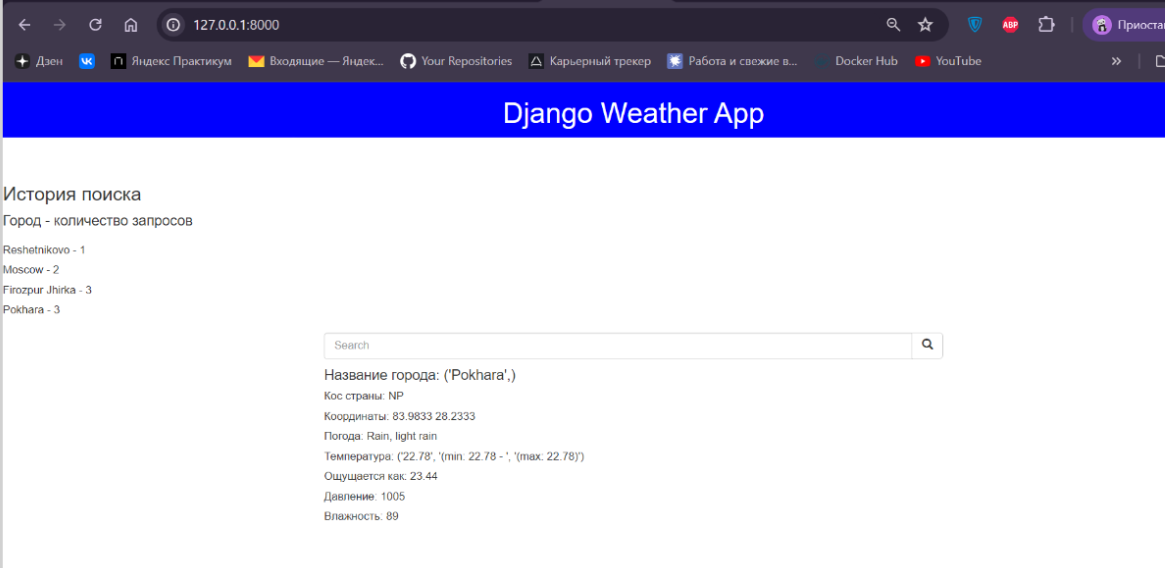 127.0.0.1:8000
ABP
Приостан
Дзен
Яндекс Практикум
Входящие — Яндек...
Your Repositories
Карьерный трекер
Работа и свежие в...
Docker Hub
YouTube
»
Django Weather App
История поиска
Город - количество запросов
Reshetnikovo - 1
Moscow - 2
Firozpur Jhirka - 3
Pokhara - 3
Search
Название города: ('Pokhara',)
Кос страны: NP
Координаты: 83.9833 28.2333
Погода: Rain, light rain
Температура: ('22.78', '(min: 22.78 - ', '(max: 22.78)')
Ощущается как: 23.44
Давление: 1005
Влажность: 89